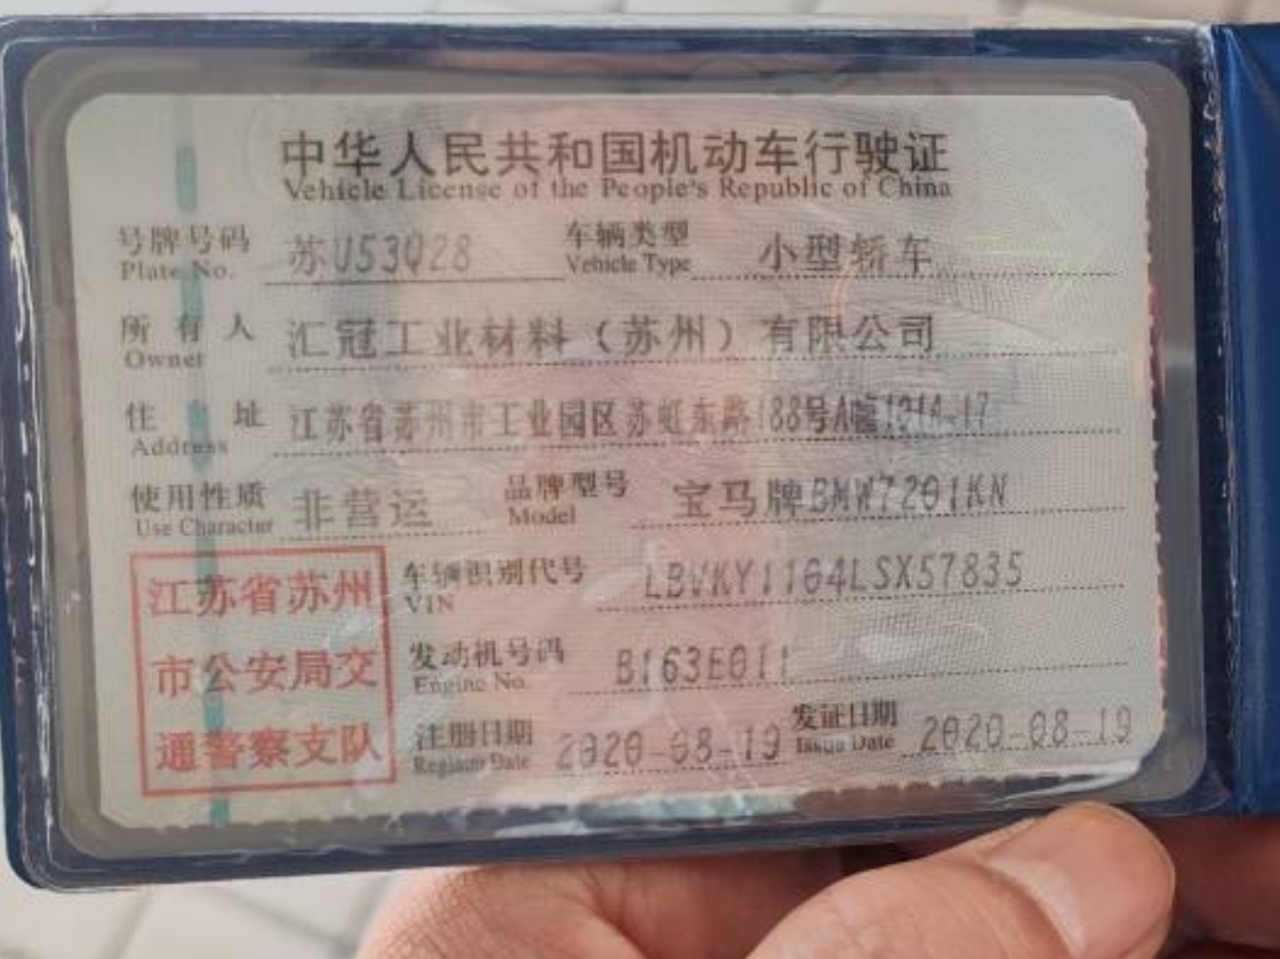 中华人民共和国机动车行驶证
Vehicle License of the People's Republic of China
号牌号码 苏U53Q28 车辆类型 小型轿车
Plate No. Vehicle Type
所有人 汇冠工业材料（苏州）有限公司
Owner
住址 江苏省苏州市工业园区苏虹东路188号A幢101A-17
Address
使用性质 非营运 品牌型号 宝马牌BMW7201KN
Use Character Model
江苏省苏州
市公安局交
通警察支队
车辆识别代号 LBVKY1104LSX57835
VIN
发动机号码 B163E011
Engine No.
注册日期 2020-08-19 发证日期 2020-08-19
Register Date Issue Date